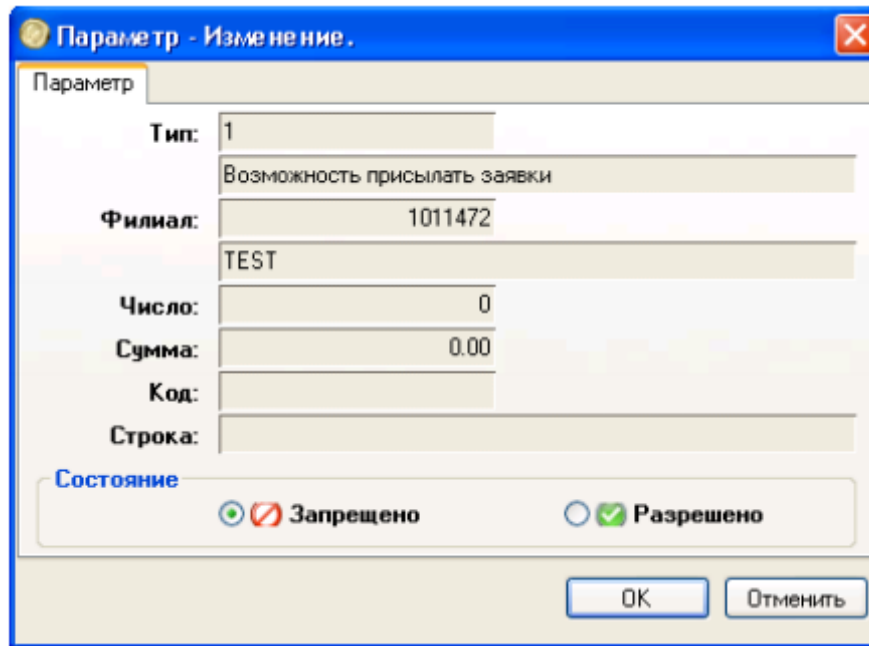 Параметр - Изменение.
Параметр
Тип: 1
Возможность присылать заявки
Филиал: 1011472
TEST
Число: 0
Сумма: 0.00
Код:
Строка:
Состояние
Запрещено Разрешено
OK Отменить